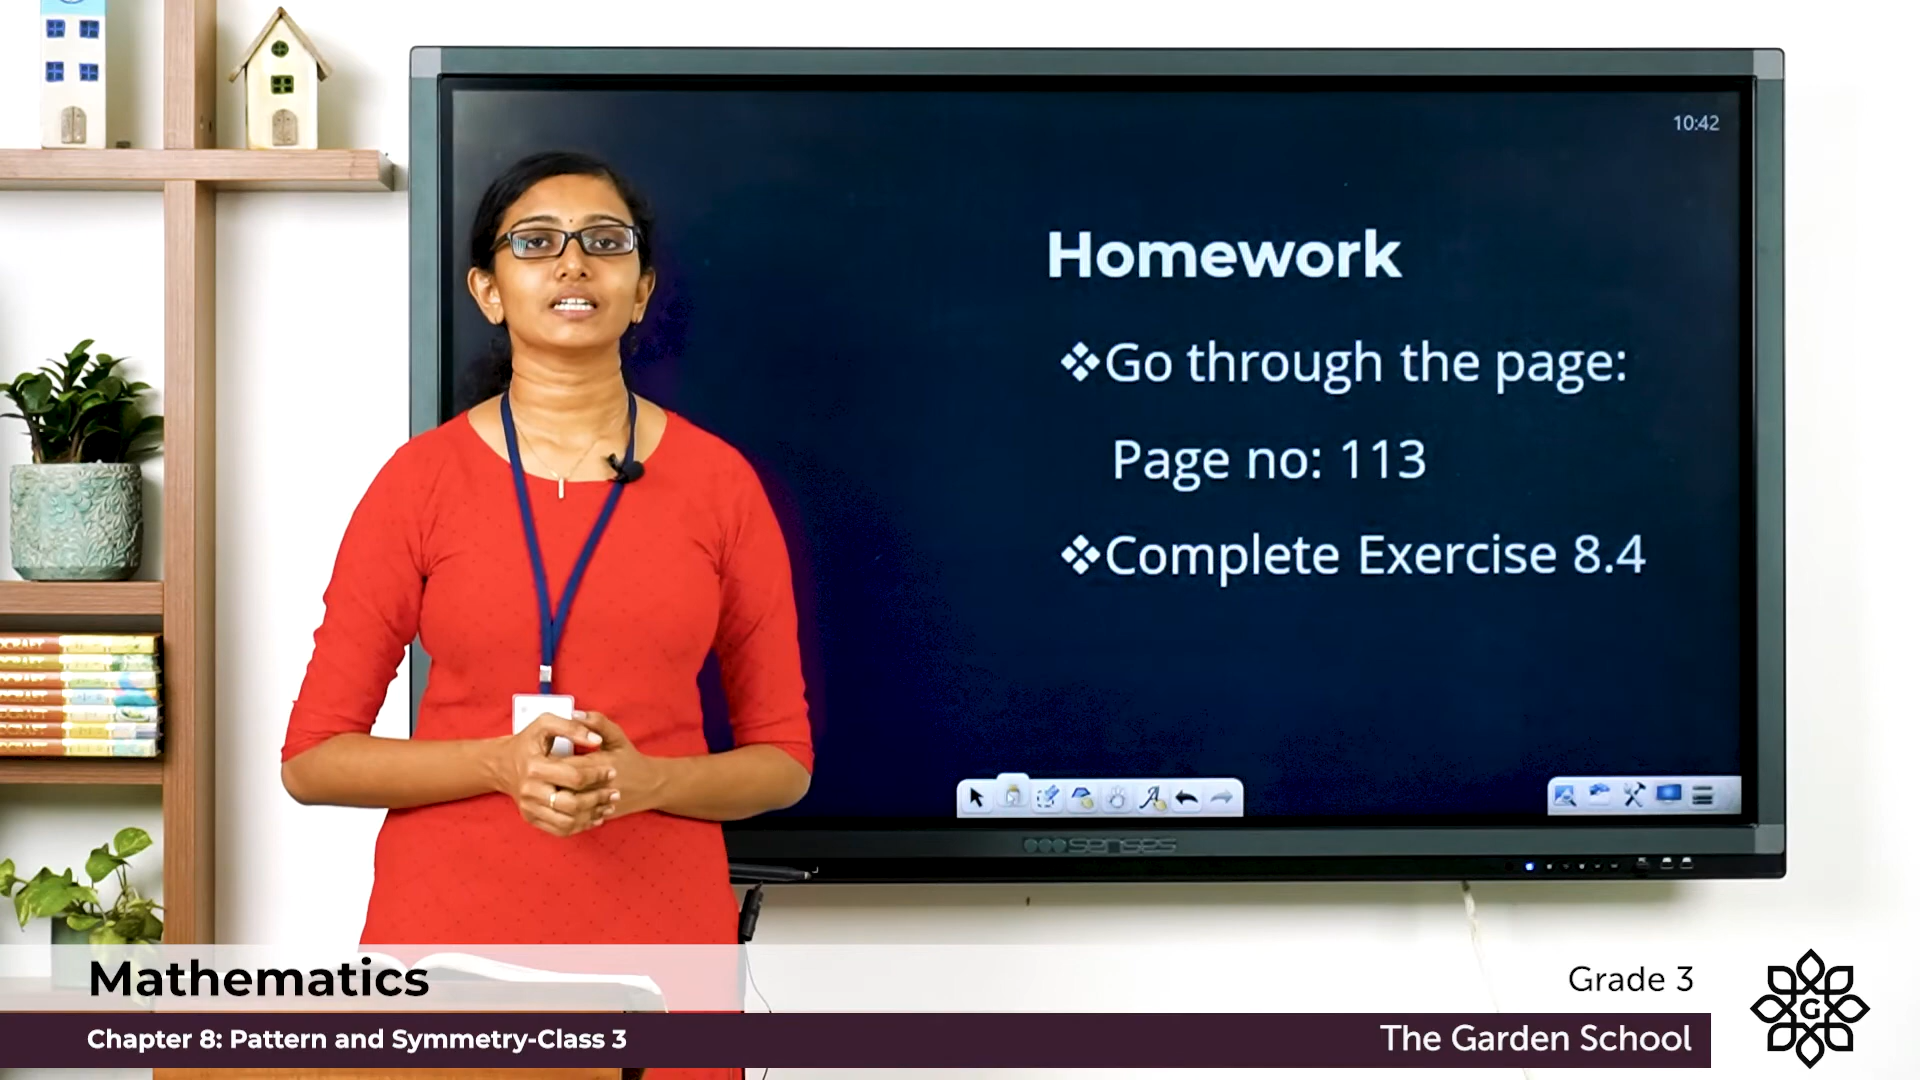 10:42
Homework
❖Go through the page:
Page no: 113
❖Complete Exercise 8.4
senses
Mathematics
Grade 3
Chapter 8: Pattern and Symmetry-Class 3
The Garden School
G